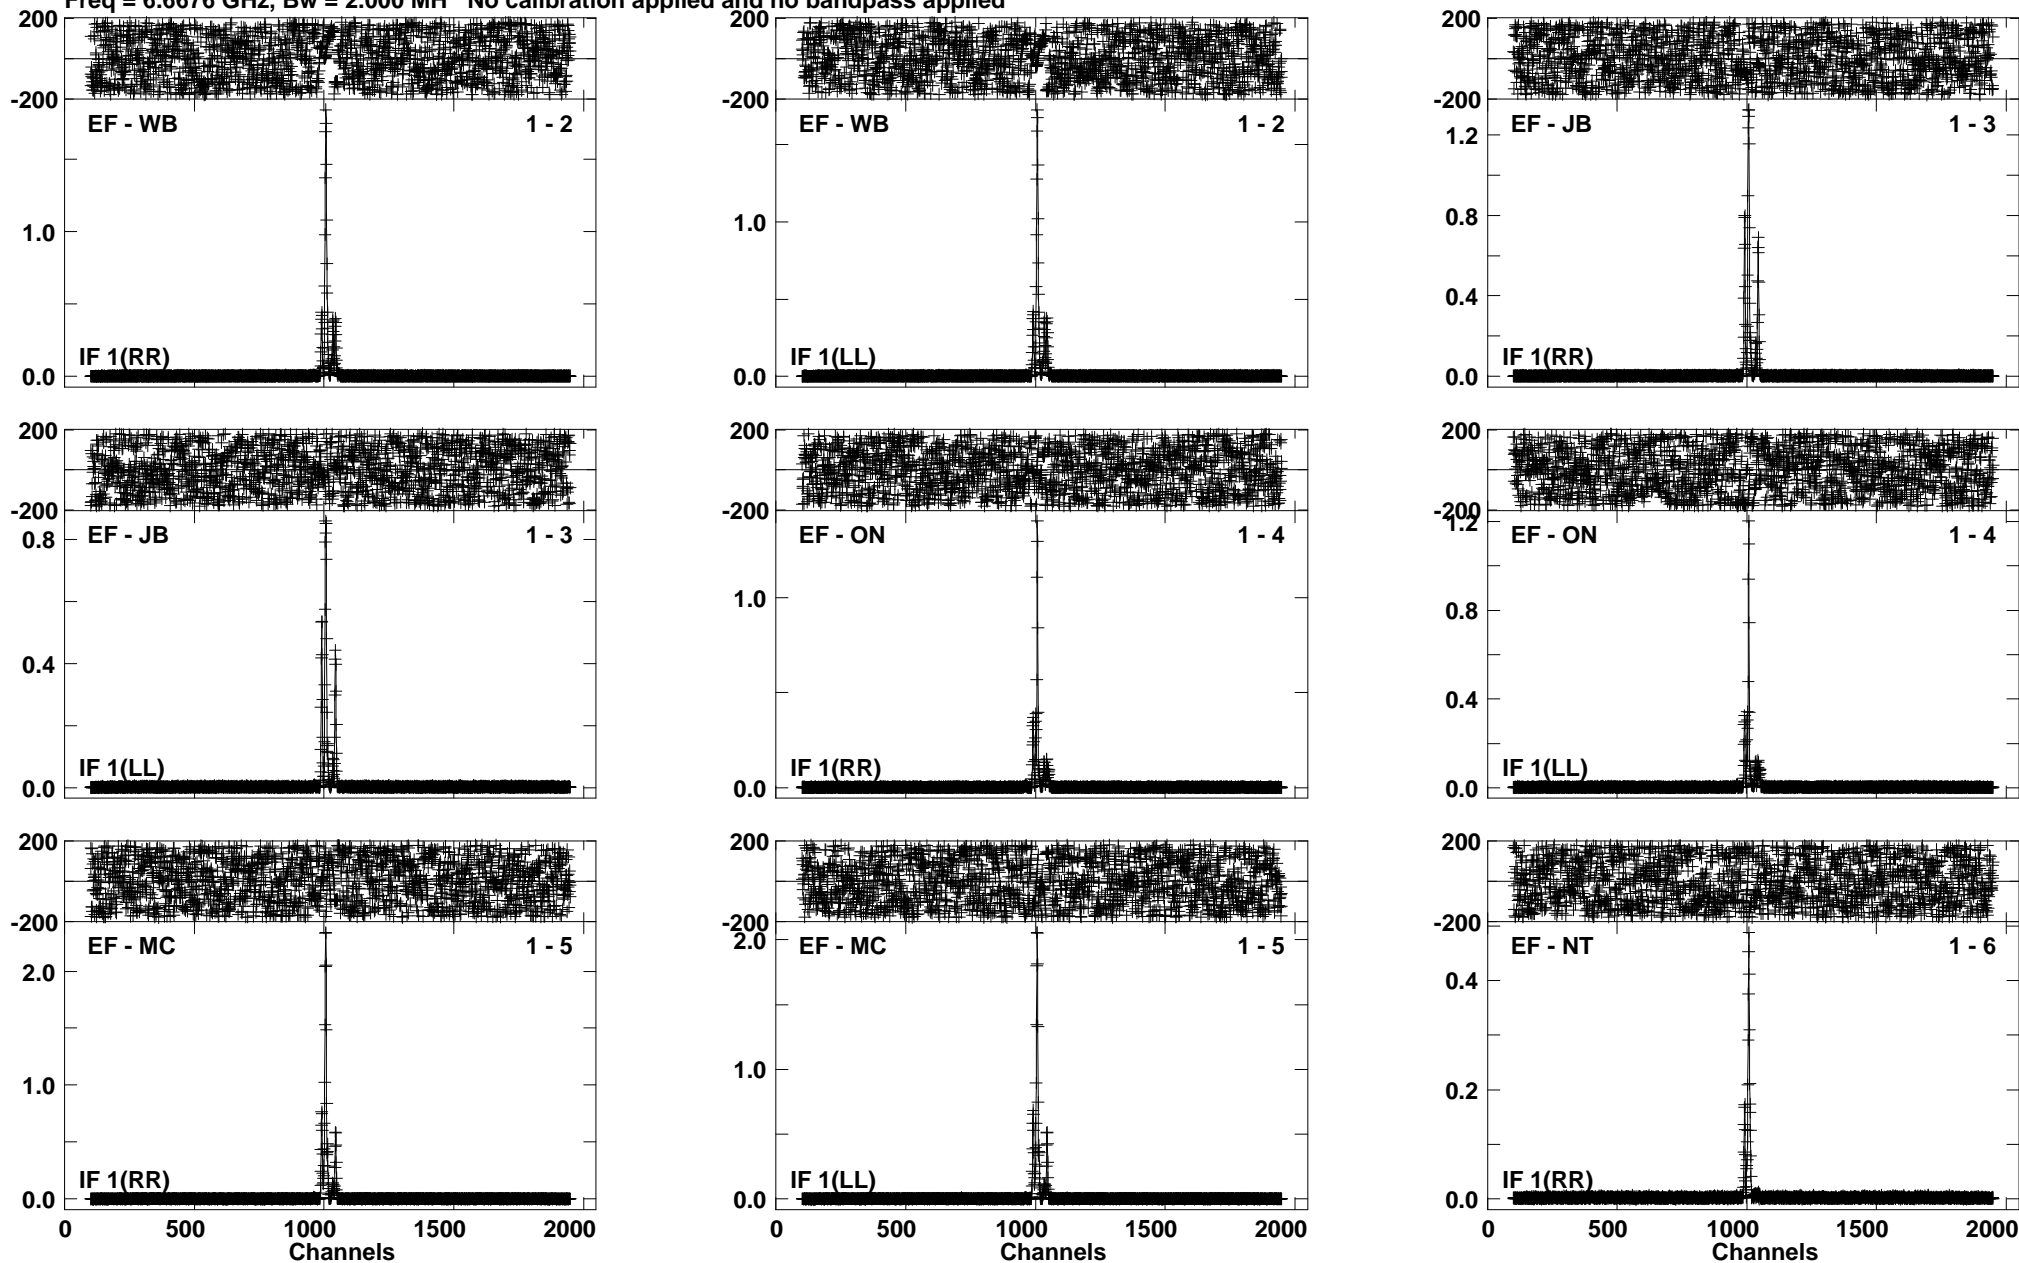 Freq = 6.6676 GHz, Bw = 2.000 MH No calibration applied and no bandpass applied
200
-200
EF - WB 1 - 2
1.0
IF 1(RR)
0.0
200
-200
EF - WB 1 - 2
1.0
IF 1(LL)
0.0
200
-200
EF - JB 1 - 3
1.2
0.8
0.4
IF 1(RR)
0.0
200
-200
EF - JB 1 - 3
0.8
0.4
IF 1(LL)
0.0
200
-200
EF - ON 1 - 4
1.0
IF 1(RR)
0.0
200
-200
1.2
EF - ON 1 - 4
0.8
0.4
IF 1(LL)
0.0
200
-200
EF - MC 1 - 5
2.0
1.0
IF 1(RR)
0.0
0 500 1000 1500 2000
Channels
200
-200
2.0
EF - MC 1 - 5
1.0
IF 1(LL)
0.0
0 500 1000 1500 2000
Channels
200
-200
EF - NT 1 - 6
0.4
0.2
IF 1(RR)
0.0
0 500 1000 1500 2000
Channels